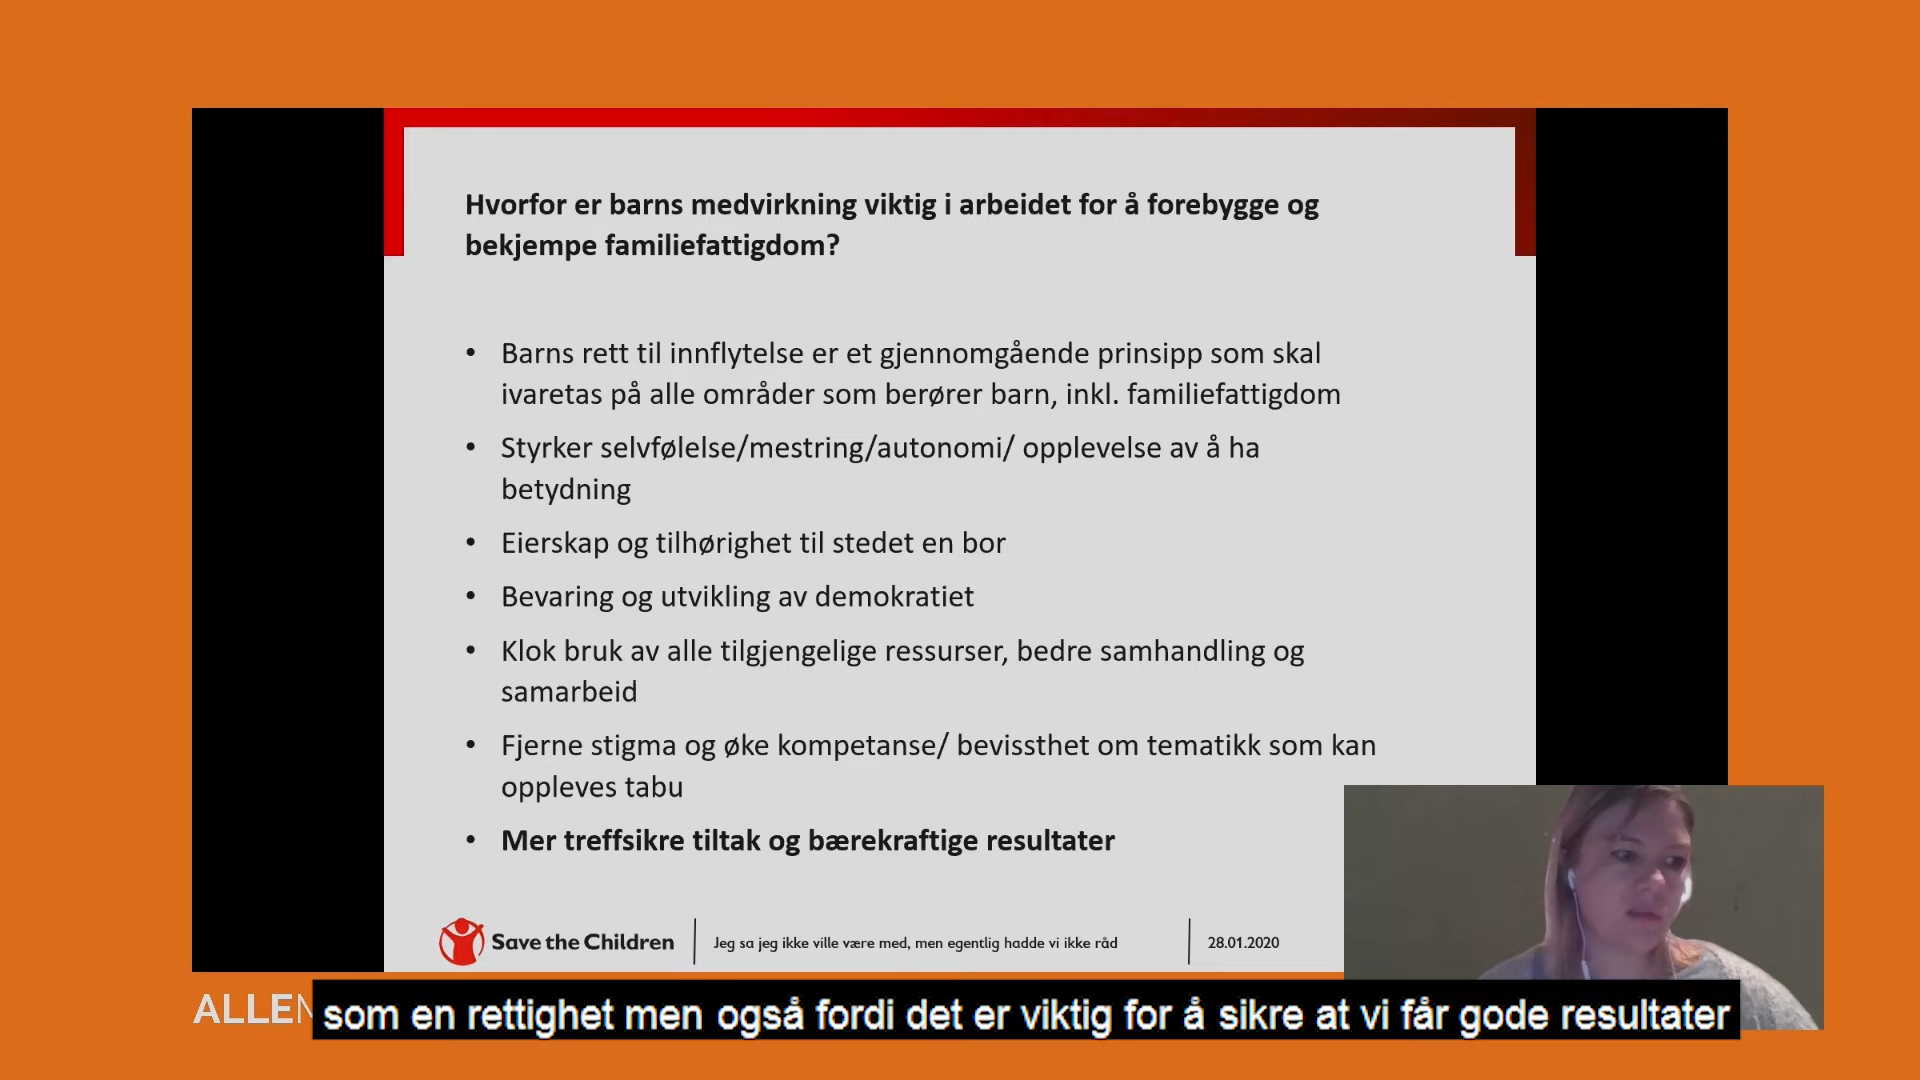 Hvorfor er barns medvirkning viktig i arbeidet for å forebygge og
bekjempe familiefattigdom?
• Barns rett til innflytelse er et gjennomgående prinsipp som skal
ivaretas på alle områder som berører barn, inkl. familiefattigdom
• Styrker selvfølelse/mestring/autonomi/ opplevelse av å ha
betydning
• Eierskap og tilhørighet til stedet en bor
• Bevaring og utvikling av demokratiet
• Klok bruk av alle tilgjengelige ressurser, bedre samhandling og
samarbeid
• Fjerne stigma og øke kompetanse/ bevissthet om tematikk som kan
oppleves tabu
• Mer treffsikre tiltak og bærekraftige resultater
Save the Children
Jeg sa jeg ikke ville være med, men egentlig hadde vi ikke råd
28.01.2020
som en rettighet men også fordi det er viktig for å sikre at vi får gode resultater